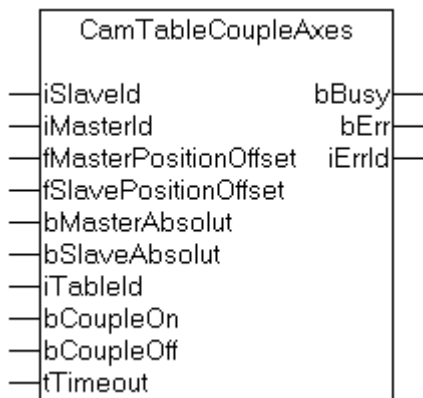 CamTableCoupleAxes
iSlaveId bBusy
iMasterId bErr
fMasterPositionOffset iErrId
fSlavePositionOffset
bMasterAbsolut
bSlaveAbsolut
iTableId
bCoupleOn
bCoupleOff
tTimeout